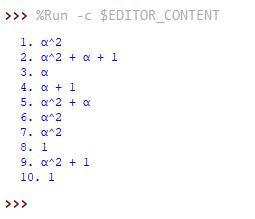 >>> %Run -c $EDITOR_CONTENT
1. α^2
2. α^2 + α + 1
3. α
4. α + 1
5. α^2 + α
6. α^2
7. α^2
8. 1
9. α^2 + 1
10. 1
>>>